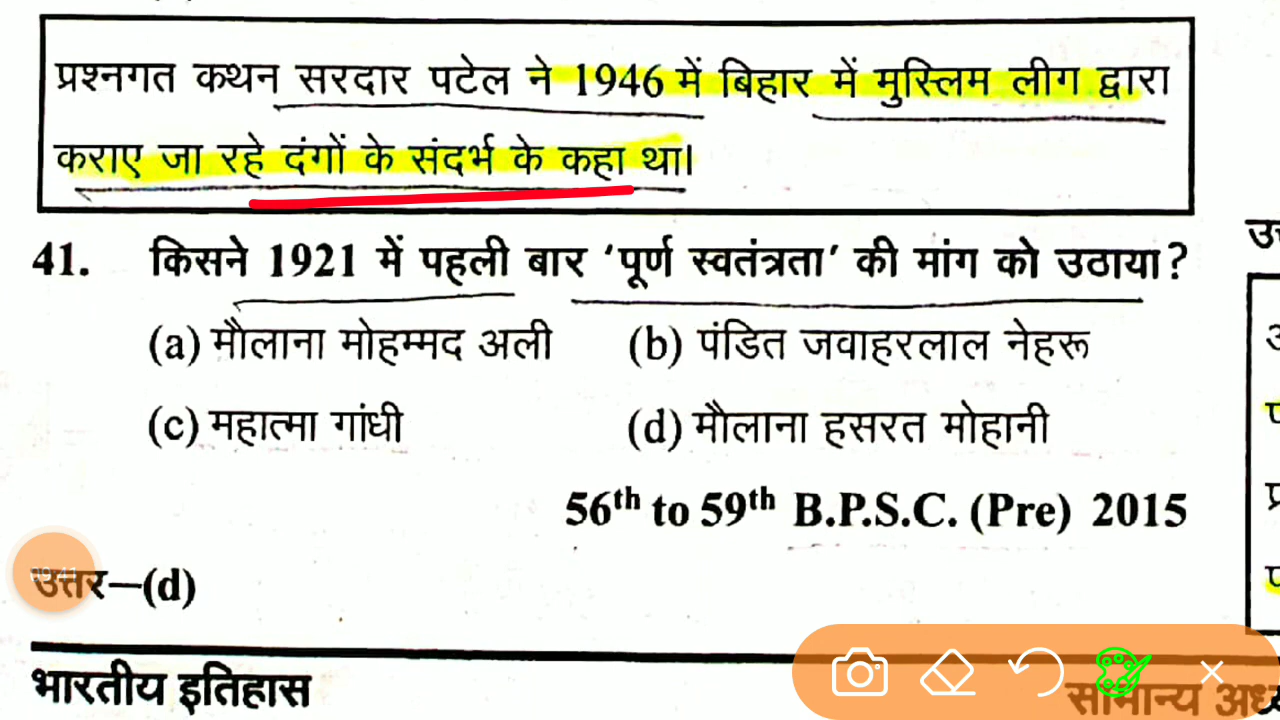 प्रश्नगत कथन सरदार पटेल ने 1946 में बिहार में मुस्लिम लीग द्वारा
कराए जा रहे दंगों के संदर्भ के कहा था।
41. किसने 1921 में पहली बार ‘पूर्ण स्वतंत्रता’ की मांग को उठाया?
(a) मौलाना मोहम्मद अली (b) पंडित जवाहरलाल नेहरू
(c) महात्मा गांधी (d) मौलाना हसरत मोहानी
56th to 59th B.P.S.C. (Pre) 2015
उत्तर—(d)
भारतीय इतिहास
सामान्य